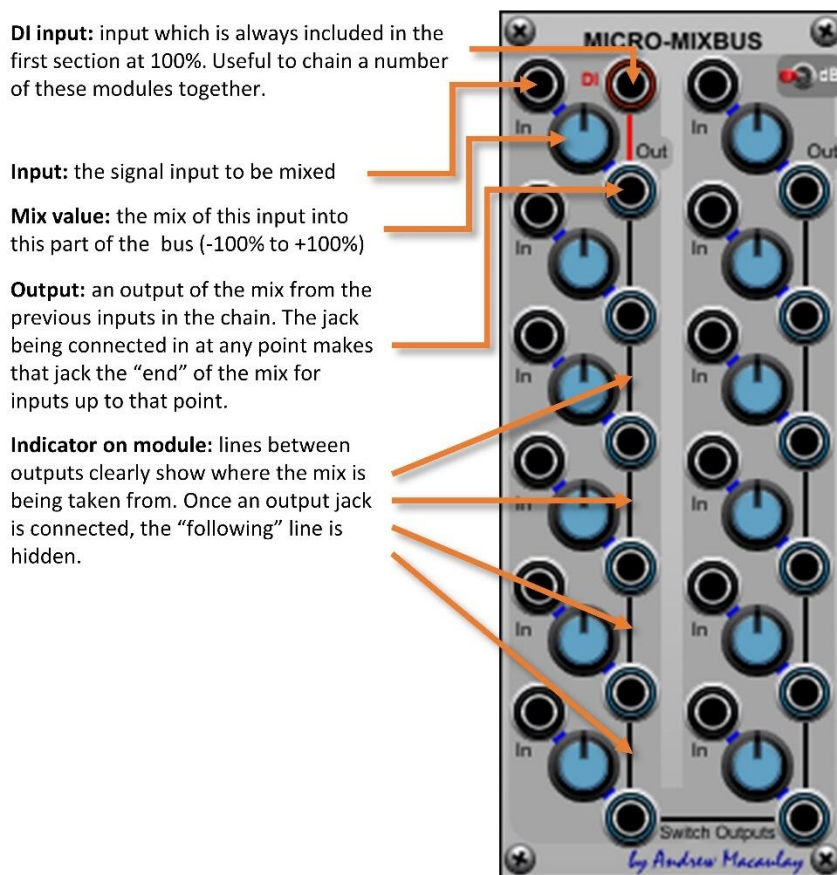 DI input: input which is always included in the
first section at 100%. Useful to chain a number
of these modules together.
Input: the signal input to be mixed
Mix value: the mix of this input into
this part of the  bus (-100% to +100%)
Output: an output of the mix from the
previous inputs in the chain. The jack
being connected in at any point makes
that jack the “end” of the mix for
inputs up to that point.
Indicator on module: lines between
outputs clearly show where the mix is
being taken from. Once an output jack
is connected, the “following” line is
hidden.
MICRO-MIXBUS
DI
dB
In
Out
In
Out
In
In
In
In
In
In
In
In
In
In
Switch Outputs
by Andrew Macaulay